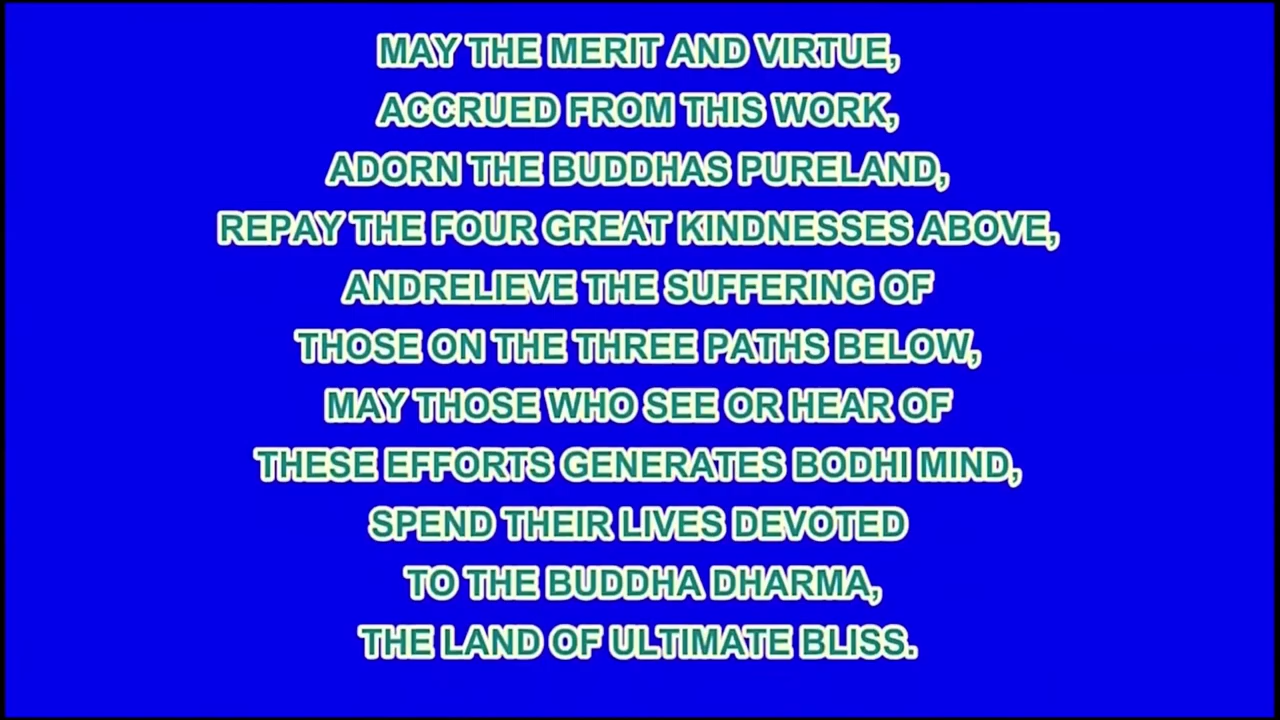 MAY THE MERIT AND VIRTUE,
ACCRUED FROM THIS WORK,
ADORN THE BUDDHAS PURELAND,
REPAY THE FOUR GREAT KINDNESSES ABOVE,
ANDRELIEVE THE SUFFERING OF
THOSE ON THE THREE PATHS BELOW,
MAY THOSE WHO SEE OR HEAR OF
THESE EFFORTS GENERATES BODHI MIND,
SPEND THEIR LIVES DEVOTED
TO THE BUDDHA DHARMA,
THE LAND OF ULTIMATE BLISS.